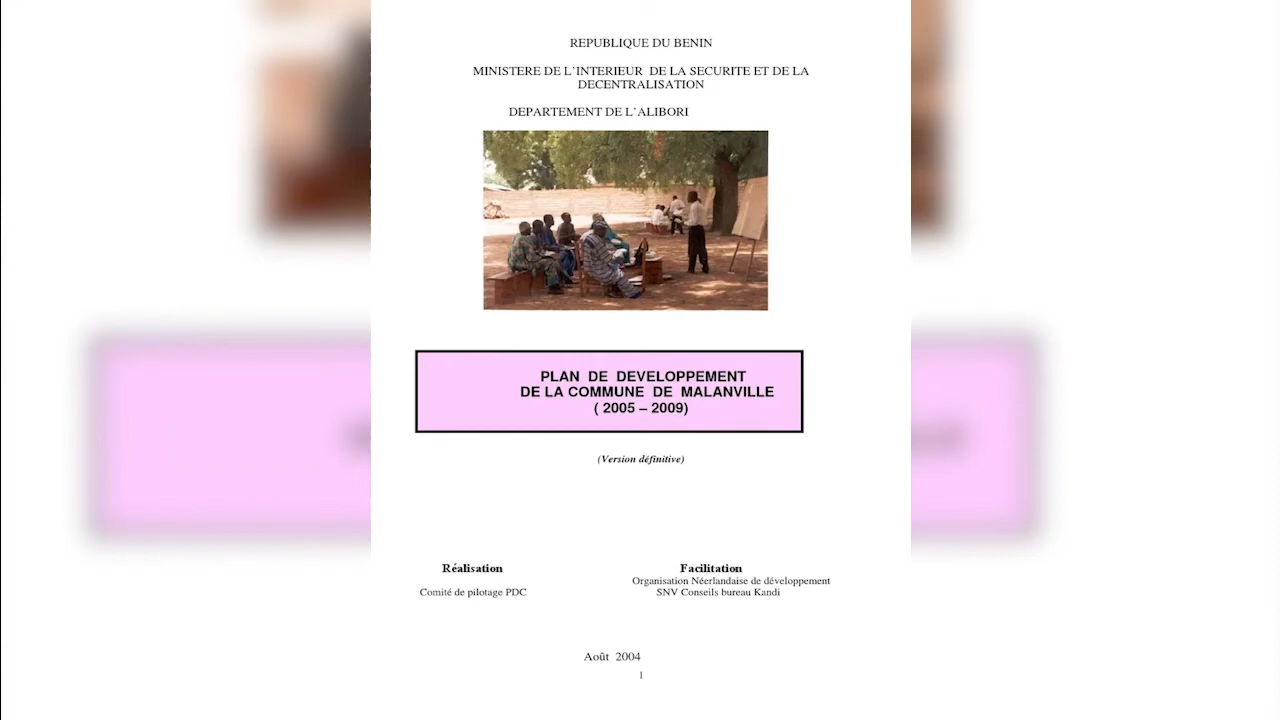 REPUBLIQUE DU BENIN
MINISTERE DE L'INTERIEUR DE LA SECURITE ET DE LA
DECENTRALISATION
DEPARTEMENT DE L'ALIBORI
PLAN DE DEVELOPPEMENT
DE LA COMMUNE DE MALANVILLE
( 2005 – 2009)
(Version définitive)
Réalisation
Comité de pilotage PDC
Facilitation
Organisation Néerlandaise de développement
SNV Conseils bureau Kandi
Août 2004
1